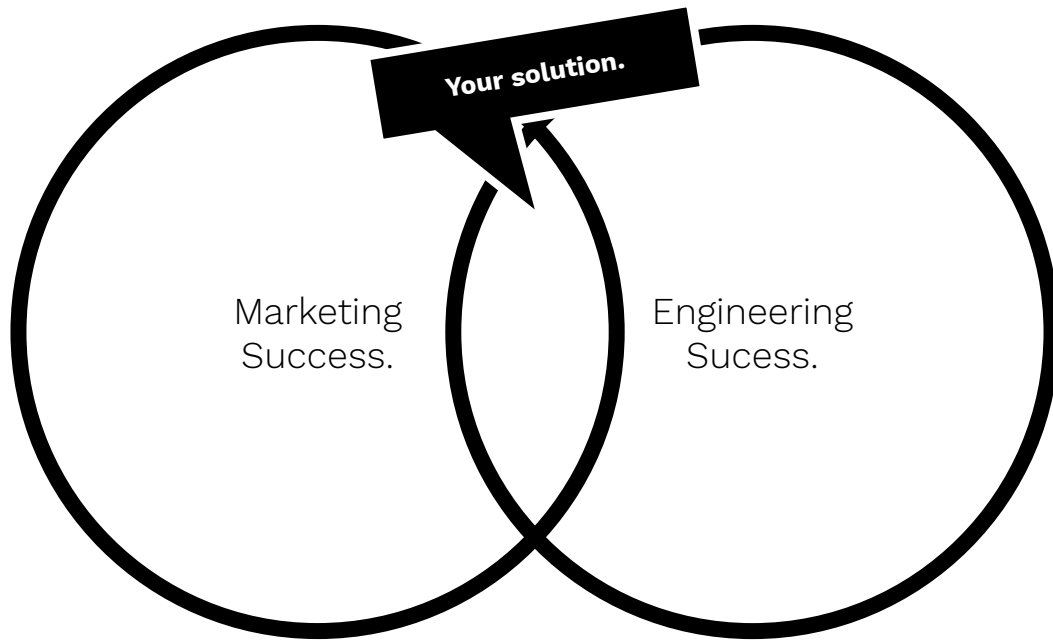 Your solution.
Marketing
Success.
Engineering
Sucess.